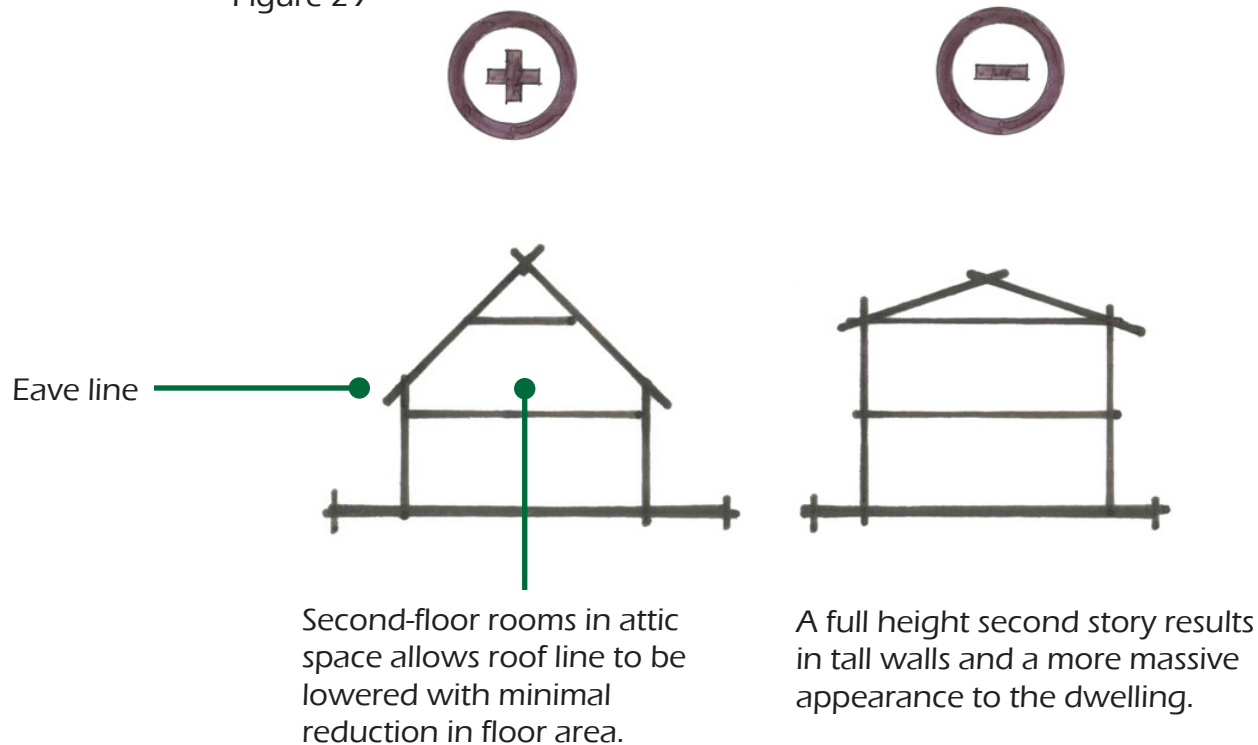 Figure 29
Eave line
Second-floor rooms in attic
space allows roof line to be
lowered with minimal
reduction in floor area.
A full height second story results
in tall walls and a more massive
appearance to the dwelling.